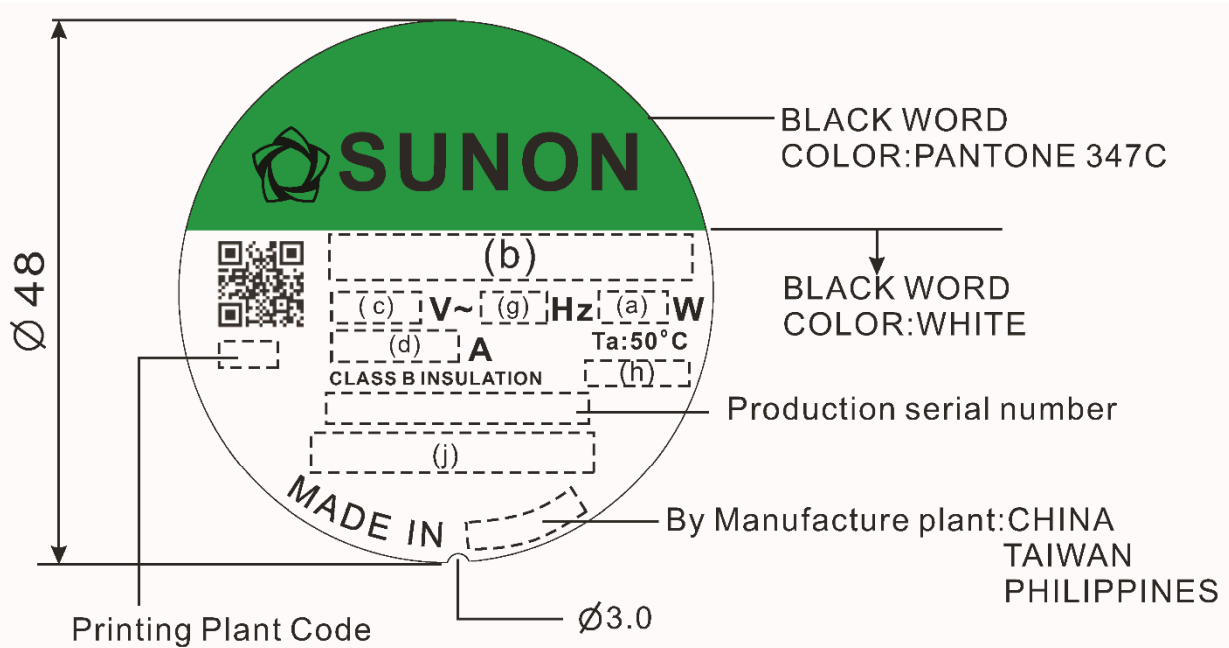 SUNON
BLACK WORD
COLOR:PANTONE 347C
(b)
(c) V~ (g) Hz (a) W
BLACK WORD
COLOR:WHITE
Ø48
(d) A
Ta:50°C
CLASS B INSULATION
(h)
Production serial number
(j)
MADE IN
By Manufacture plant:CHINA
TAIWAN
PHILIPPINES
Ø3.0
Printing Plant Code